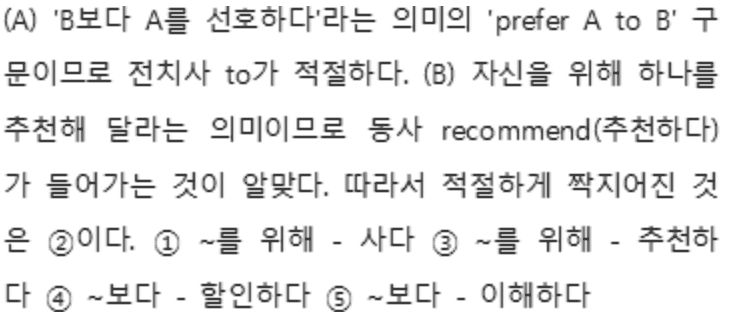 (A) 'B보다 A를 선호하다'라는 의미의 'prefer A to B' 구
문이므로 전치사 to가 적절하다. (B) 자신을 위해 하나를
추천해 달라는 의미이므로 동사 recommend(추천하다)
가 들어가는 것이 알맞다. 따라서 적절하게 짝지어진 것
은 ②이다. ① ~를 위해 - 사다 ③ ~를 위해 - 추천하
다 ④ ~보다 - 할인하다 ⑤ ~보다 - 이해하다